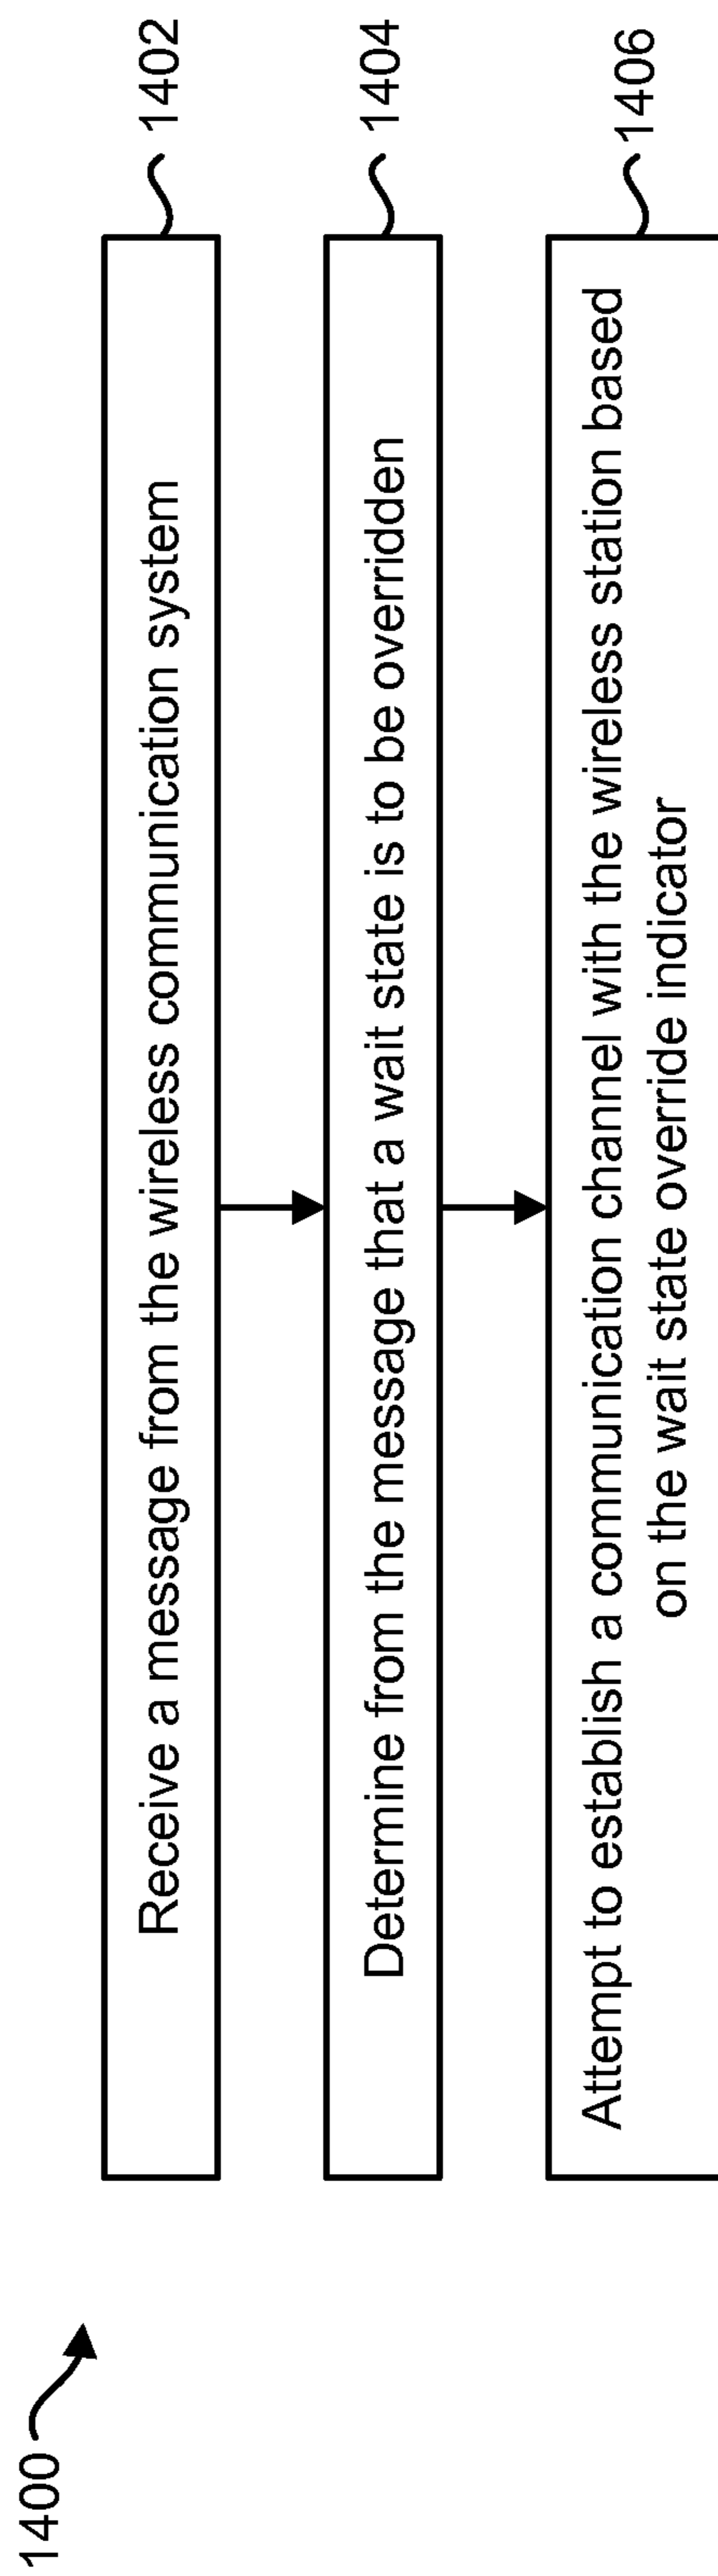 1400
Receive a message from the wireless communication system
1402
Determine from the message that a wait state is to be overridden
1404
Attempt to establish a communication channel with the wireless station based
on the wait state override indicator
1406